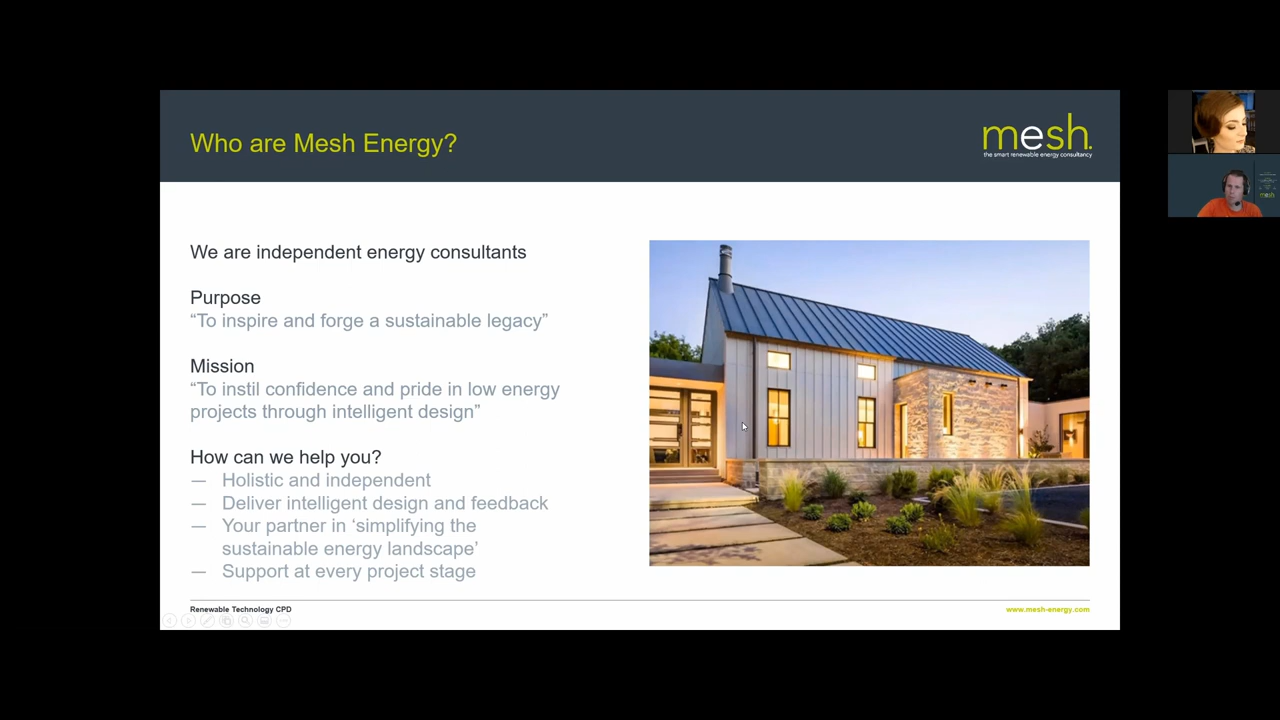 Who are Mesh Energy?
mesh.
the smart renewable energy consultancy
We are independent energy consultants
Purpose
“To inspire and forge a sustainable legacy”
Mission
“To instil confidence and pride in low energy
projects through intelligent design”
How can we help you?
— Holistic and independent
— Deliver intelligent design and feedback
— Your partner in ‘simplifying the
sustainable energy landscape’
— Support at every project stage
Renewable Technology CPD
www.mesh-energy.com
mesh